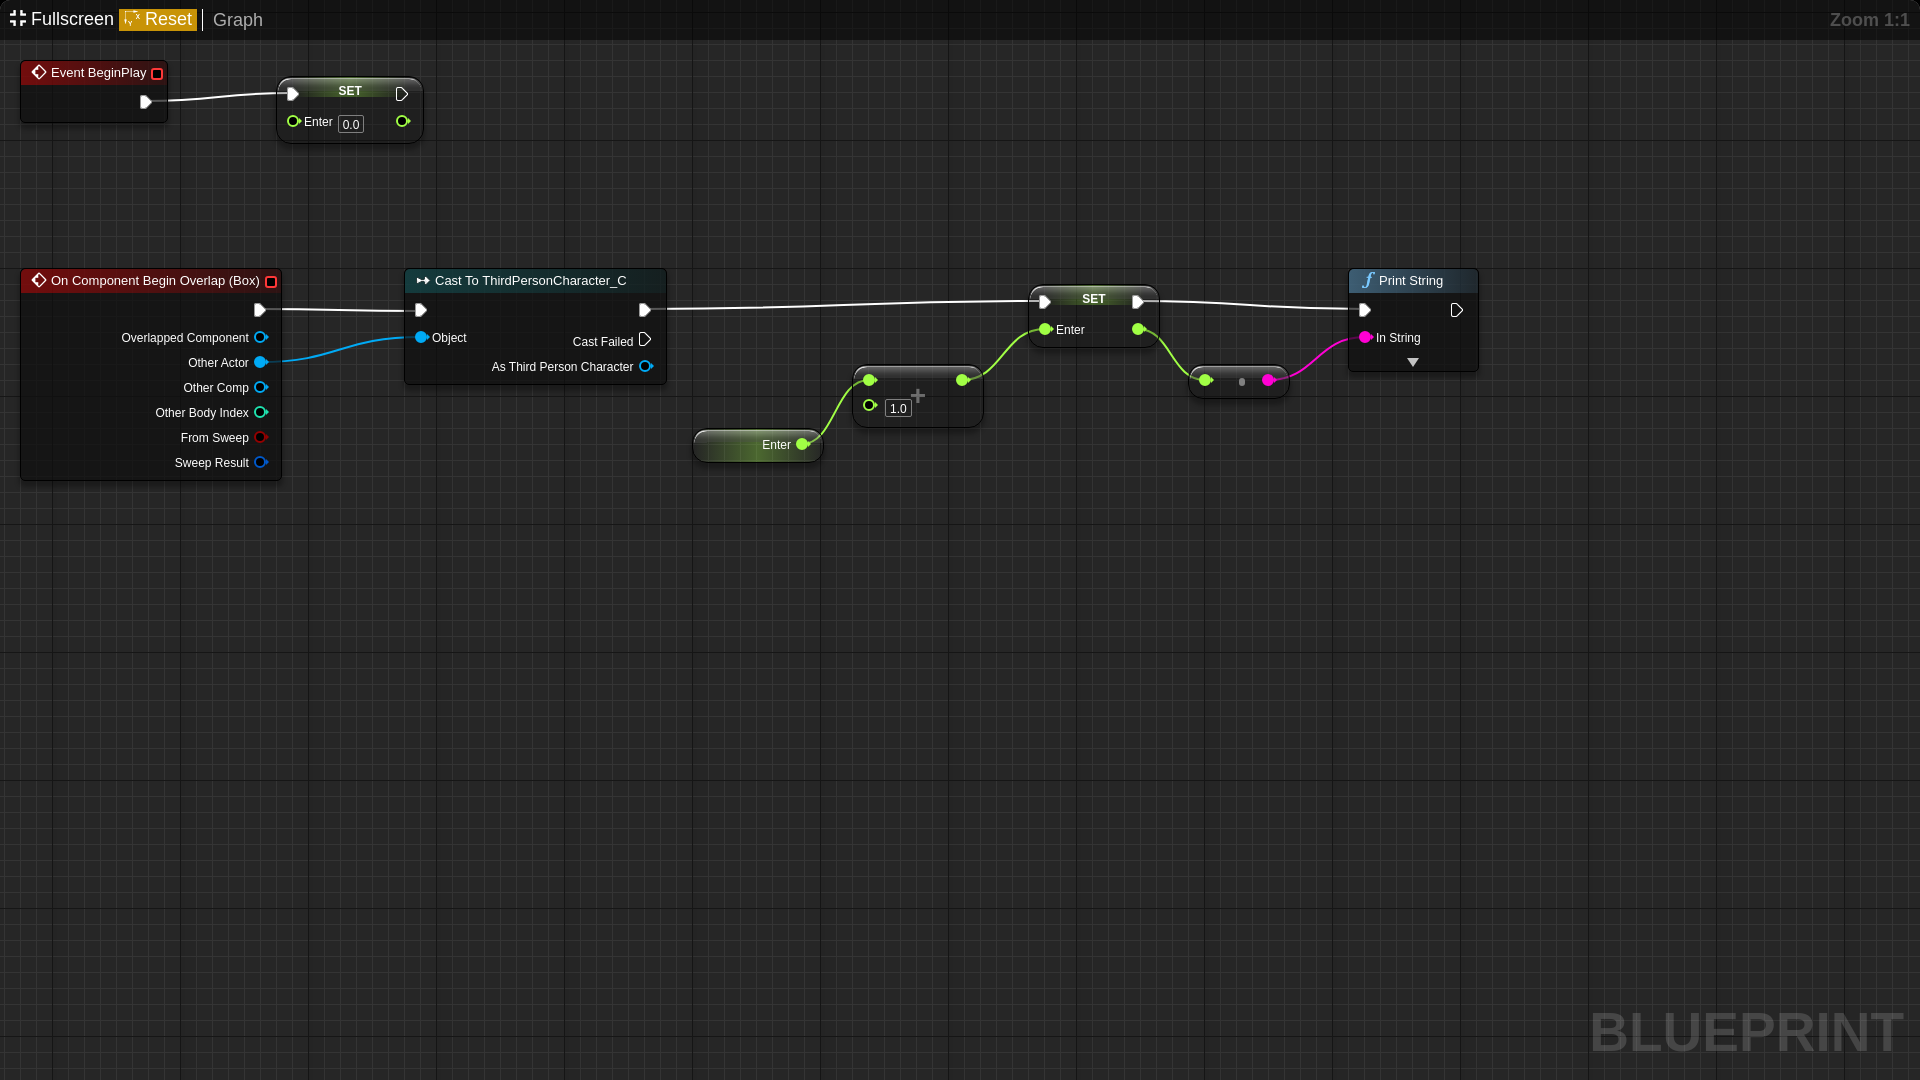 Fullscreen Reset Graph Zoom 1:1
Event BeginPlay
SET
Enter 0.0
On Component Begin Overlap (Box)
Overlapped Component
Other Actor
Other Comp
Other Body Index
From Sweep
Sweep Result
Cast To ThirdPersonCharacter_C
Object
Cast Failed
As Third Person Character
Enter
+
1.0
SET
Enter
Print String
In String
BLUEPRINT